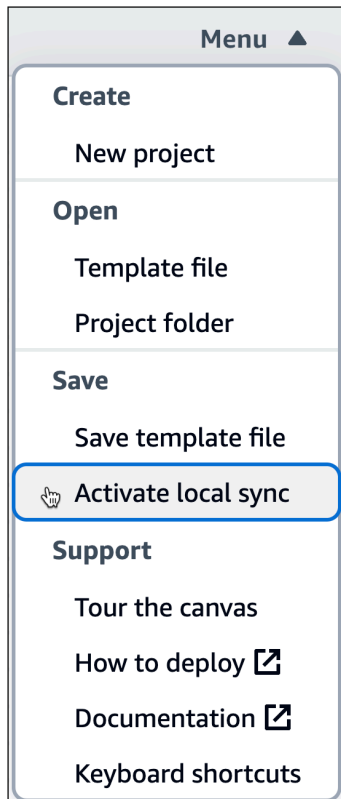 Menu
Create
New project
Open
Template file
Project folder
Save
Save template file
Activate local sync
Support
Tour the canvas
How to deploy
Documentation
Keyboard shortcuts